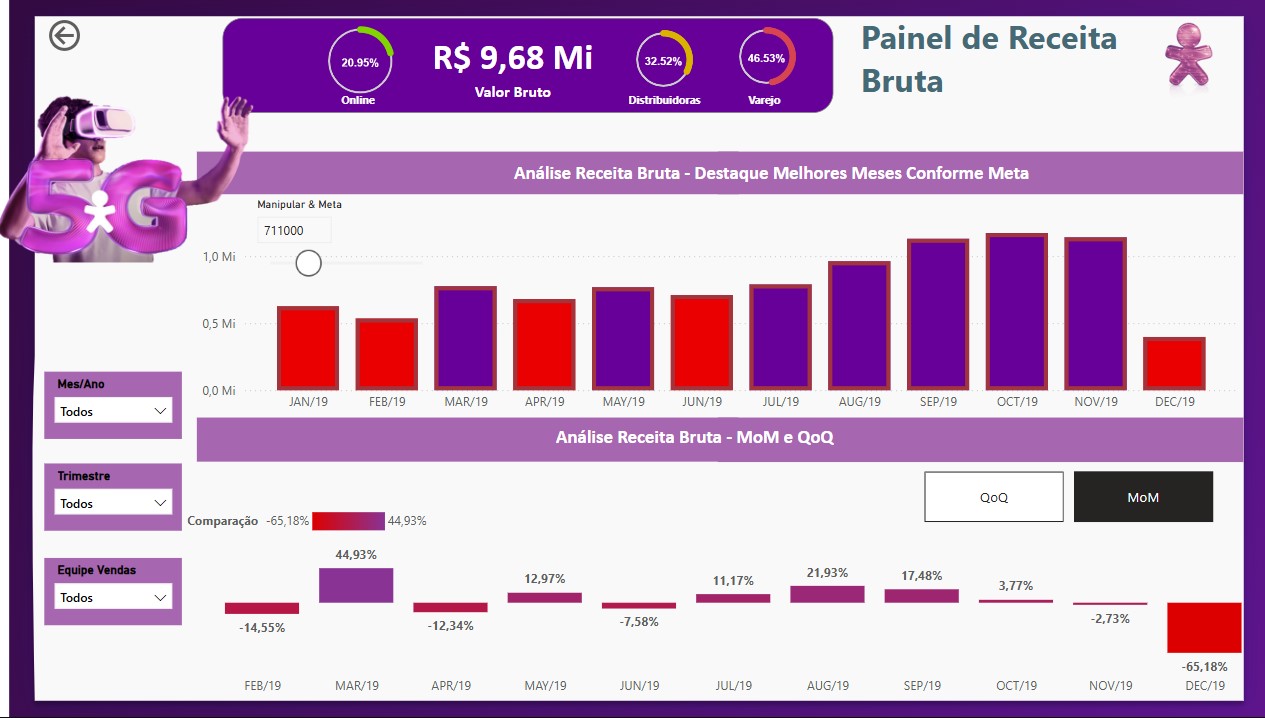 20.95%
Online
R$ 9,68 Mi
Valor Bruto
32.52%
Distribuidoras
46.53%
Varejo
Painel de Receita
Bruta
5G
Análise Receita Bruta - Destaque Melhores Meses Conforme Meta
Manipular & Meta
711000
1,0 Mi
0,5 Mi
0,0 Mi
JAN/19 FEB/19 MAR/19 APR/19 MAY/19 JUN/19 JUL/19 AUG/19 SEP/19 OCT/19 NOV/19 DEC/19
Mes/Ano
Todos
Trimestre
Todos
Equipe Vendas
Todos
Análise Receita Bruta - MoM e QoQ
QoQ
MoM
Comparação -65,18% 44,93%
-14,55%
44,93%
-12,34%
12,97%
-7,58%
11,17%
21,93%
17,48%
3,77%
-2,73%
-65,18%
FEB/19 MAR/19 APR/19 MAY/19 JUN/19 JUL/19 AUG/19 SEP/19 OCT/19 NOV/19 DEC/19